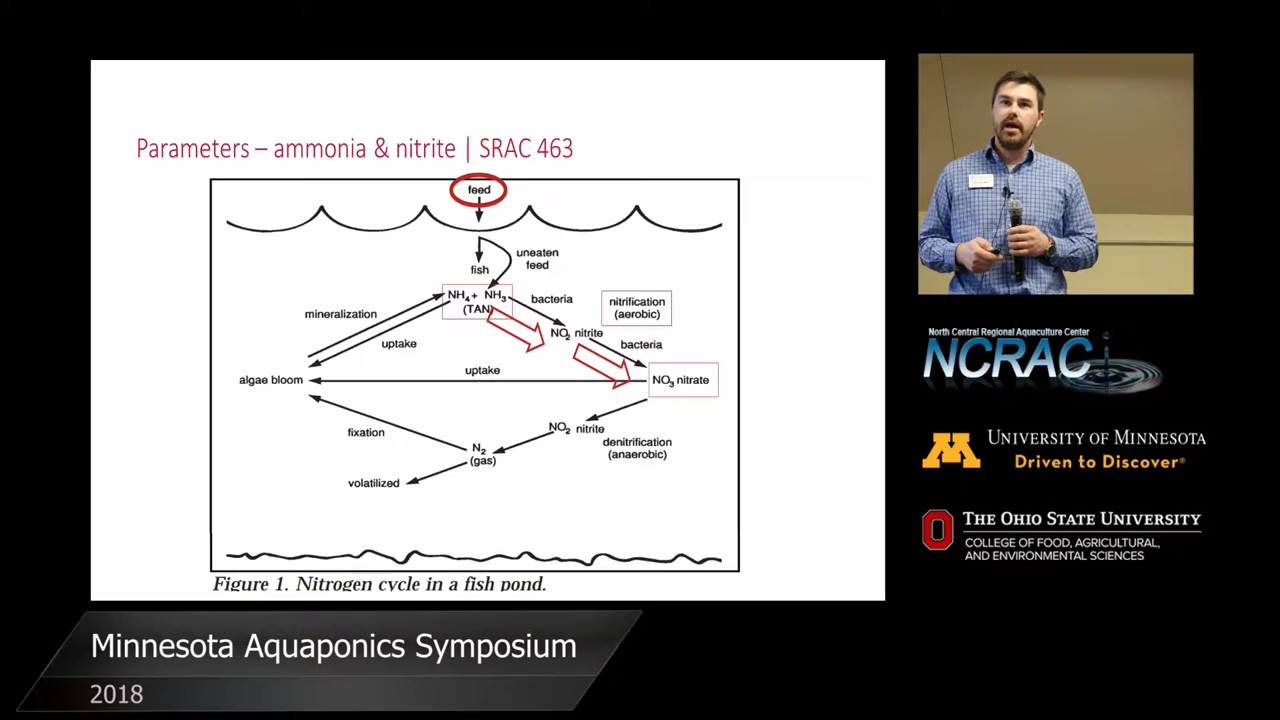 Parameters – ammonia & nitrite | SRAC 463
feed
uneaten
feed
fish
NH4+ NH3
(TAN)
bacteria
nitrification
(aerobic)
mineralization
NO2 nitrite
uptake
bacteria
algae bloom
uptake
NO3 nitrate
fixation
NO2 nitrite
denitrification
(anaerobic)
N2
(gas)
volatilized
Figure 1. Nitrogen cycle in a fish pond.
North Central Regional Aquaculture Center
NCRAC
UNIVERSITY OF MINNESOTA
Driven to Discover®
THE OHIO STATE UNIVERSITY
COLLEGE OF FOOD, AGRICULTURAL,
AND ENVIRONMENTAL SCIENCES
Minnesota Aquaponics Symposium
2018